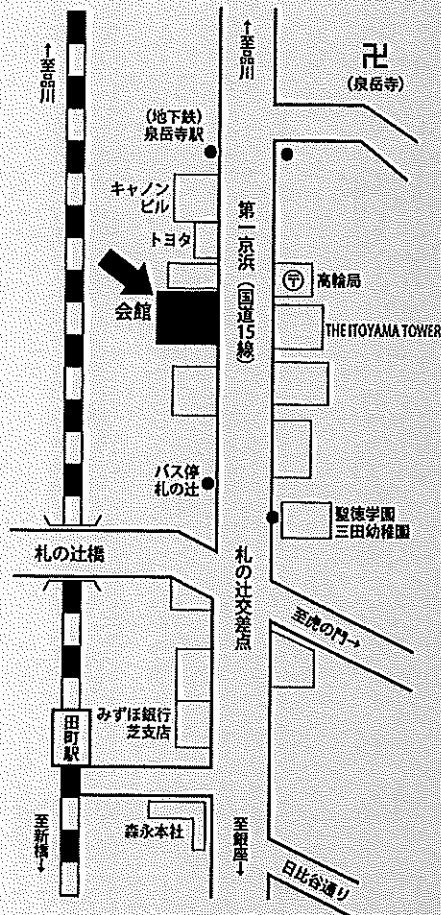 ↑至品川
↑至品川
卍
(泉岳寺)
(地下鉄)
泉岳寺駅
キャノン
ビル
トヨタ
第一京浜(国道15線)
〒
高輪局
会館
THE ITOYAMA TOWER
バス停
札の辻
聖徳学園
三田幼稚園
札の辻橋
札の辻交差点
至虎の門→
みずほ銀行
芝支店
田町駅
森永本社
至新橋↓
至銀座↓
日比谷通り